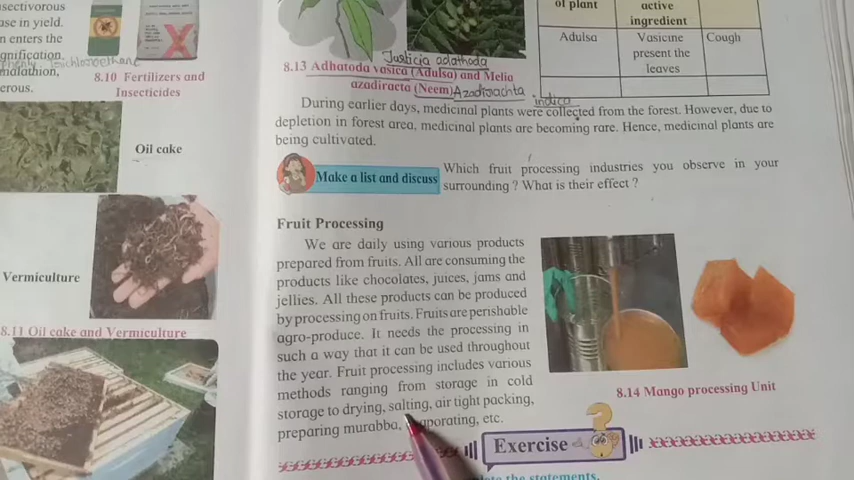 nsectivorous
ase in yield.
n enters the
gnification.
malathion,
erous.
8.10 Fertilizers and
Insecticides
Oil cake
Vermiculture
8.11 Oil cake and Vermiculture
of plant
active
ingredient
Adulsa
Vasicine
present the
leaves
Cough
Justicia adathoda
8.13 Adhatoda vasica (Adulsa) and Melia
azadiracta (Neem) Azadirachta
indica
During earlier days, medicinal plants were collected from the forest. However, due to
depletion in forest area, medicinal plants are becoming rare. Hence, medicinal plants are
being cultivated.
Make a list and discuss
Which fruit processing industries you observe in your
surrounding ? What is their effect ?
Fruit Processing
We are daily using various products
prepared from fruits. All are consuming the
products like chocolates, juices, jams and
jellies. All these products can be produced
by processing on fruits. Fruits are perishable
agro-produce. It needs the processing in
such a way that it can be used throughout
the year. Fruit processing includes various
methods ranging from storage in cold
storage to drying, salting, air tight packing,
preparing murabba, evaporating, etc.
8.14 Mango processing Unit
Exercise
the statements.